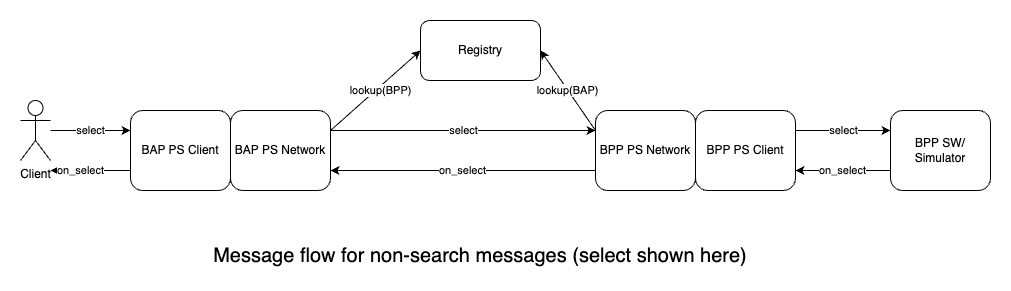 Registry
lookup(BPP)
lookup(BAP)
select
select
select
BAP PS Client
BAP PS Network
BPP PS Network
BPP PS Client
BPP SW/
Simulator
Client
on_select
on_select
on_select
Message flow for non-search messages (select shown here)